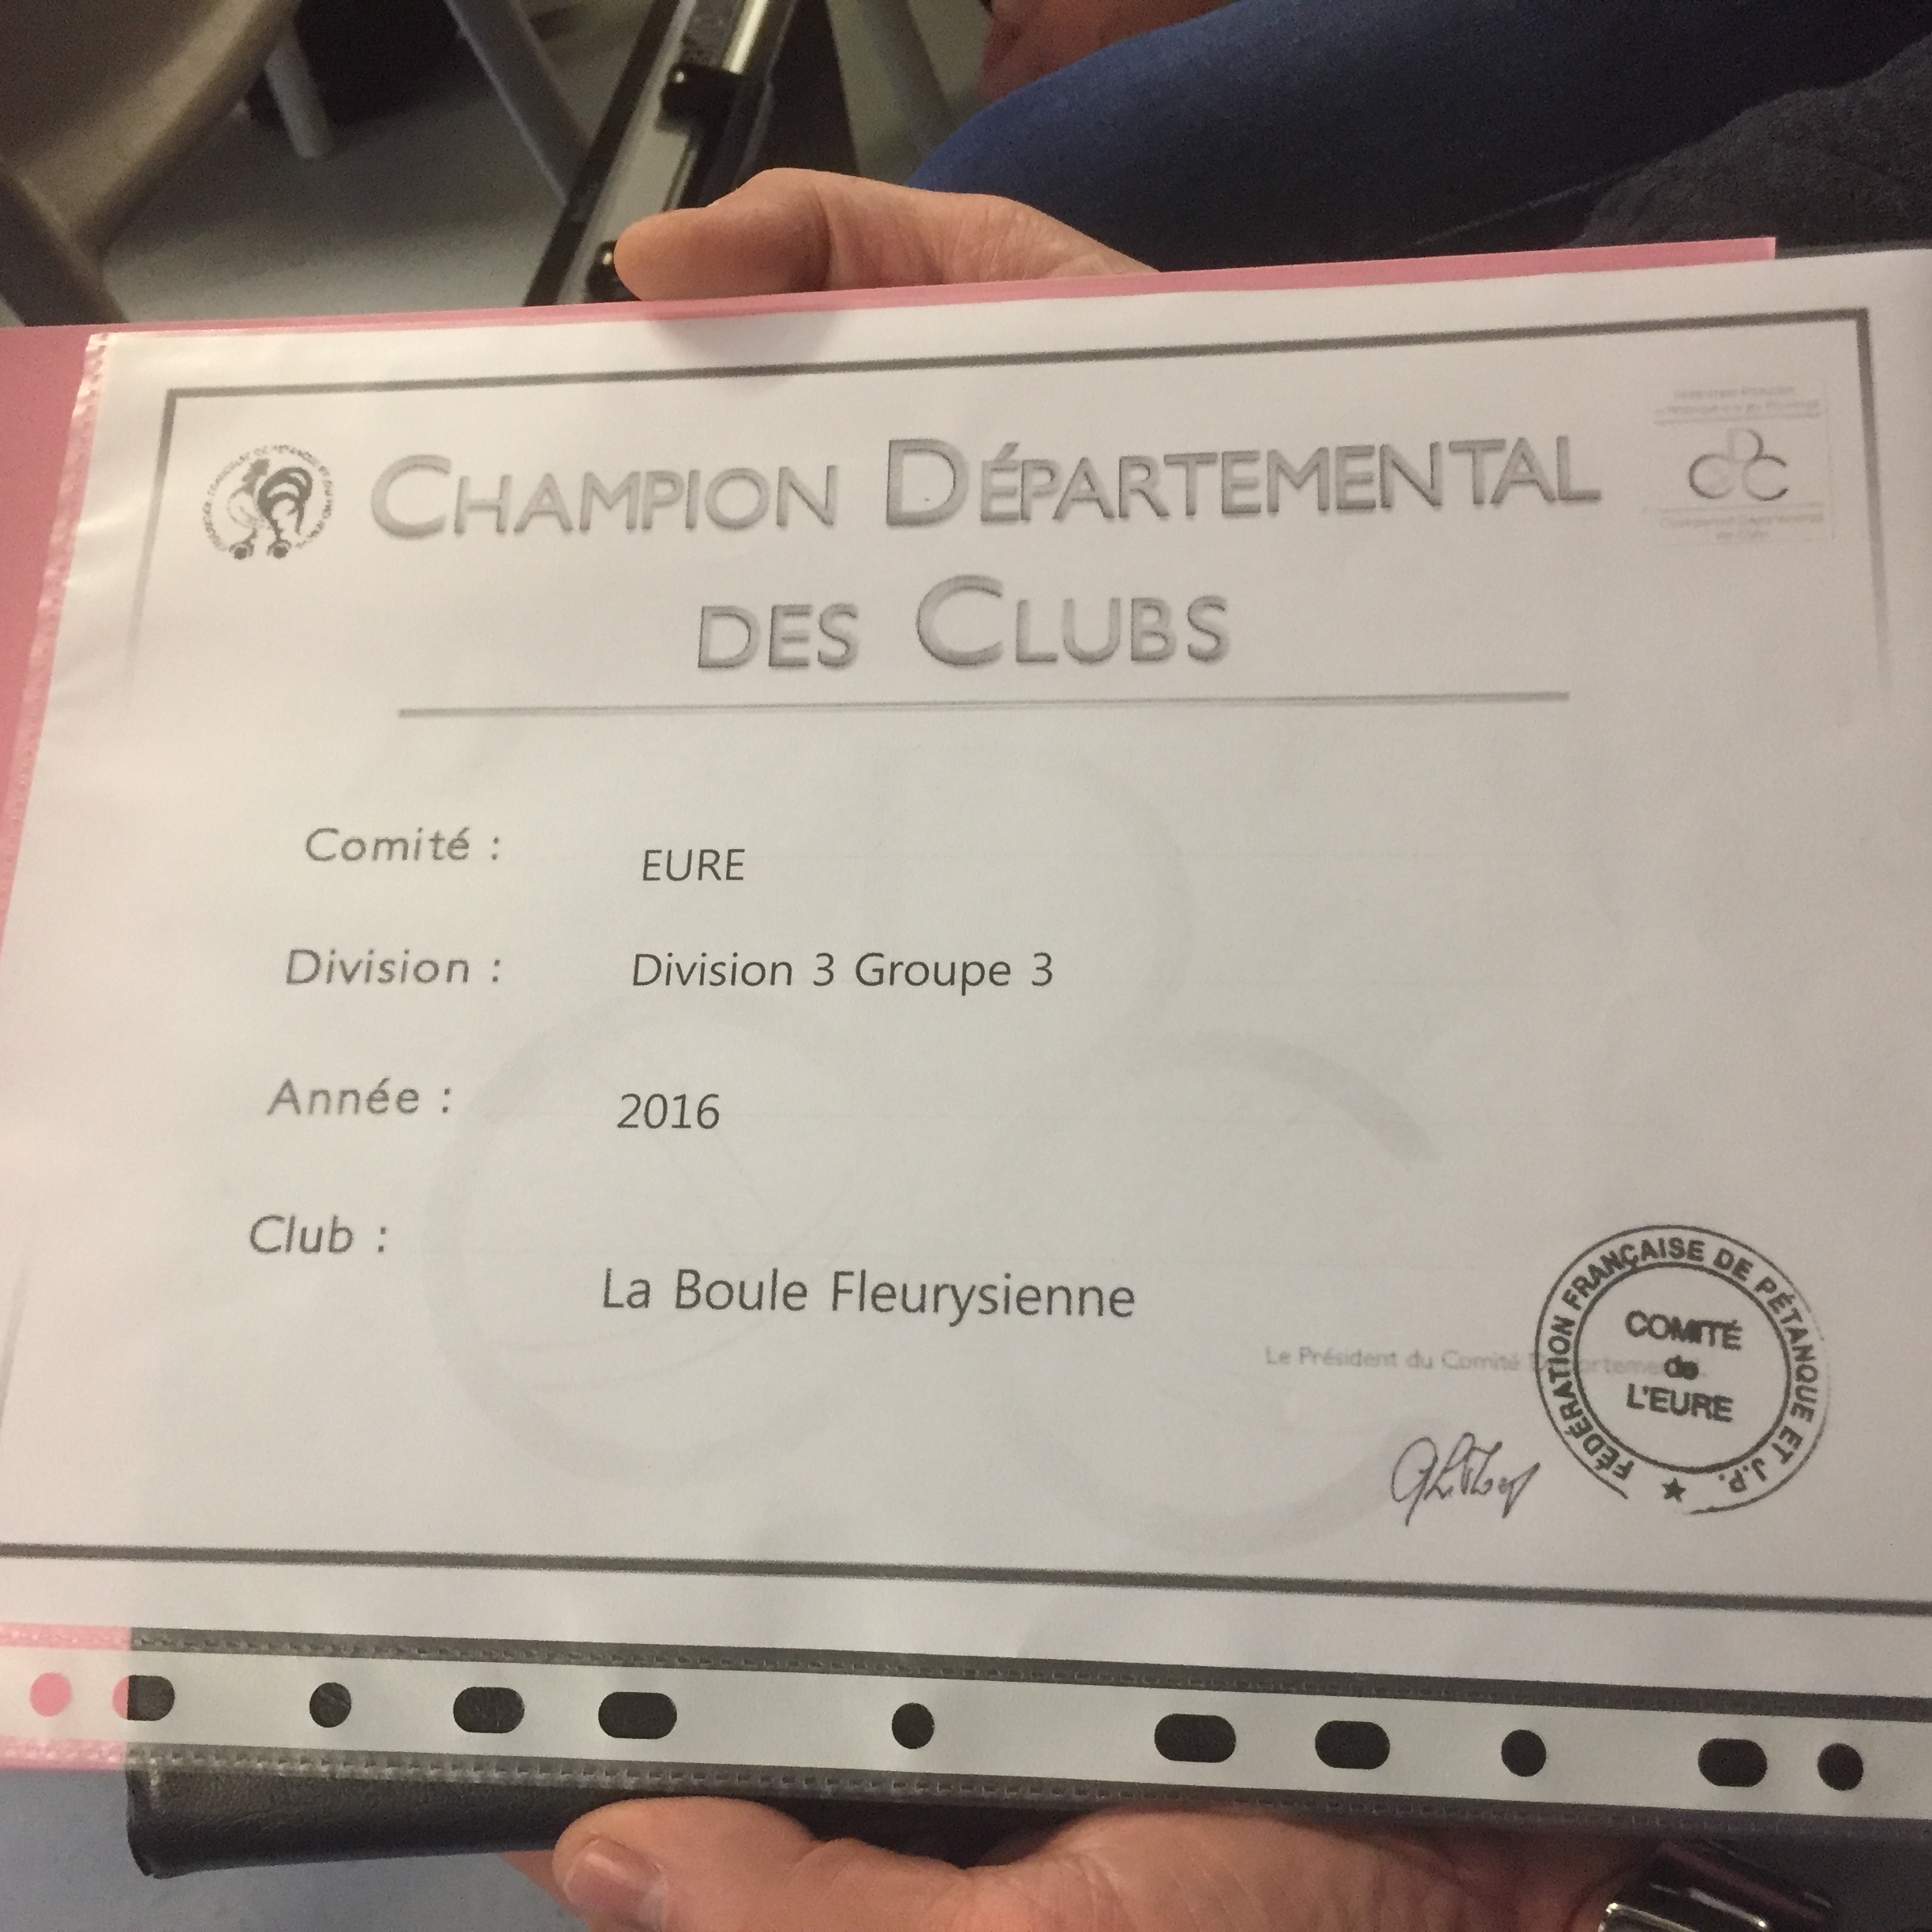 CHAMPION DÉPARTEMENTAL
DES CLUBS
Comité : EURE
Division : Division 3 Groupe 3
Année : 2016
Club : La Boule Fleurysienne
Le Président du Comité
FÉDÉRATION FRANÇAISE DE PÉTANQUE ET J.P.
COMITÉ
de
L'EURE